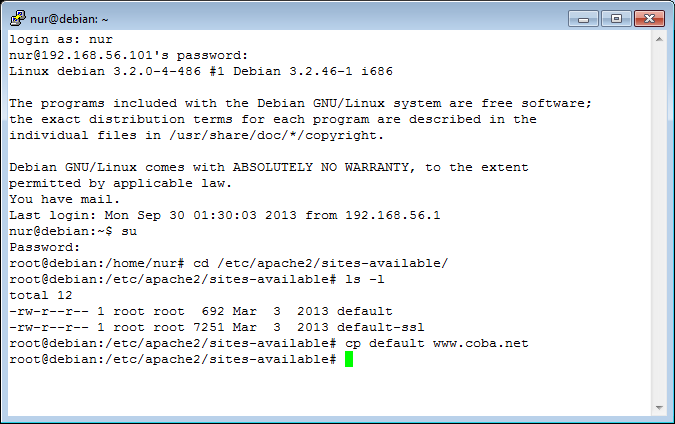 nur@debian: ~
login as: nur
nur@192.168.56.101's password:
Linux debian 3.2.0-4-486 #1 Debian 3.2.46-1 i686
The programs included with the Debian GNU/Linux system are free software;
the exact distribution terms for each program are described in the
individual files in /usr/share/doc/*/copyright.
Debian GNU/Linux comes with ABSOLUTELY NO WARRANTY, to the extent
permitted by applicable law.
You have mail.
Last login: Mon Sep 30 01:30:03 2013 from 192.168.56.1
nur@debian:~$ su
Password:
root@debian:/home/nur# cd /etc/apache2/sites-available/
root@debian:/etc/apache2/sites-available# ls -l
total 12
-rw-r--r-- 1 root root  692 Mar  3  2013 default
-rw-r--r-- 1 root root 7251 Mar  3  2013 default-ssl
root@debian:/etc/apache2/sites-available# cp default www.coba.net
root@debian:/etc/apache2/sites-available#